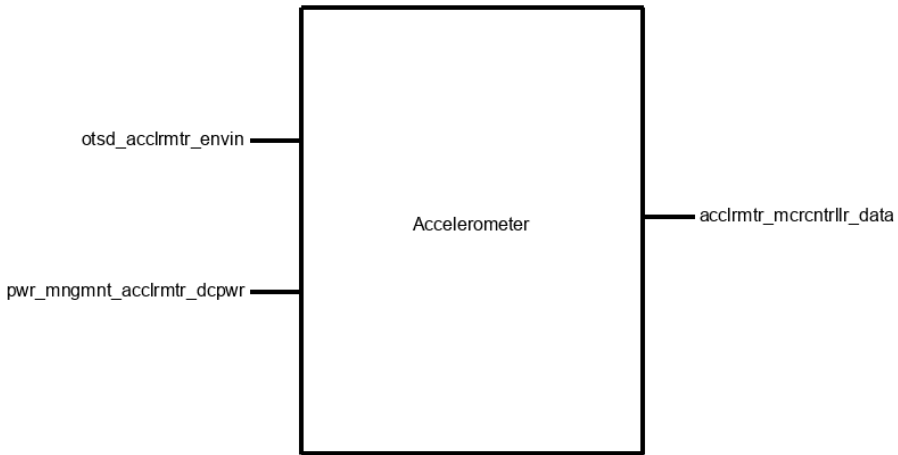 otsd_acclrmtr_envin
Accelerometer
acclrmtr_mcrcntrllr_data
pwr_mngmnt_acclrmtr_dcpwr